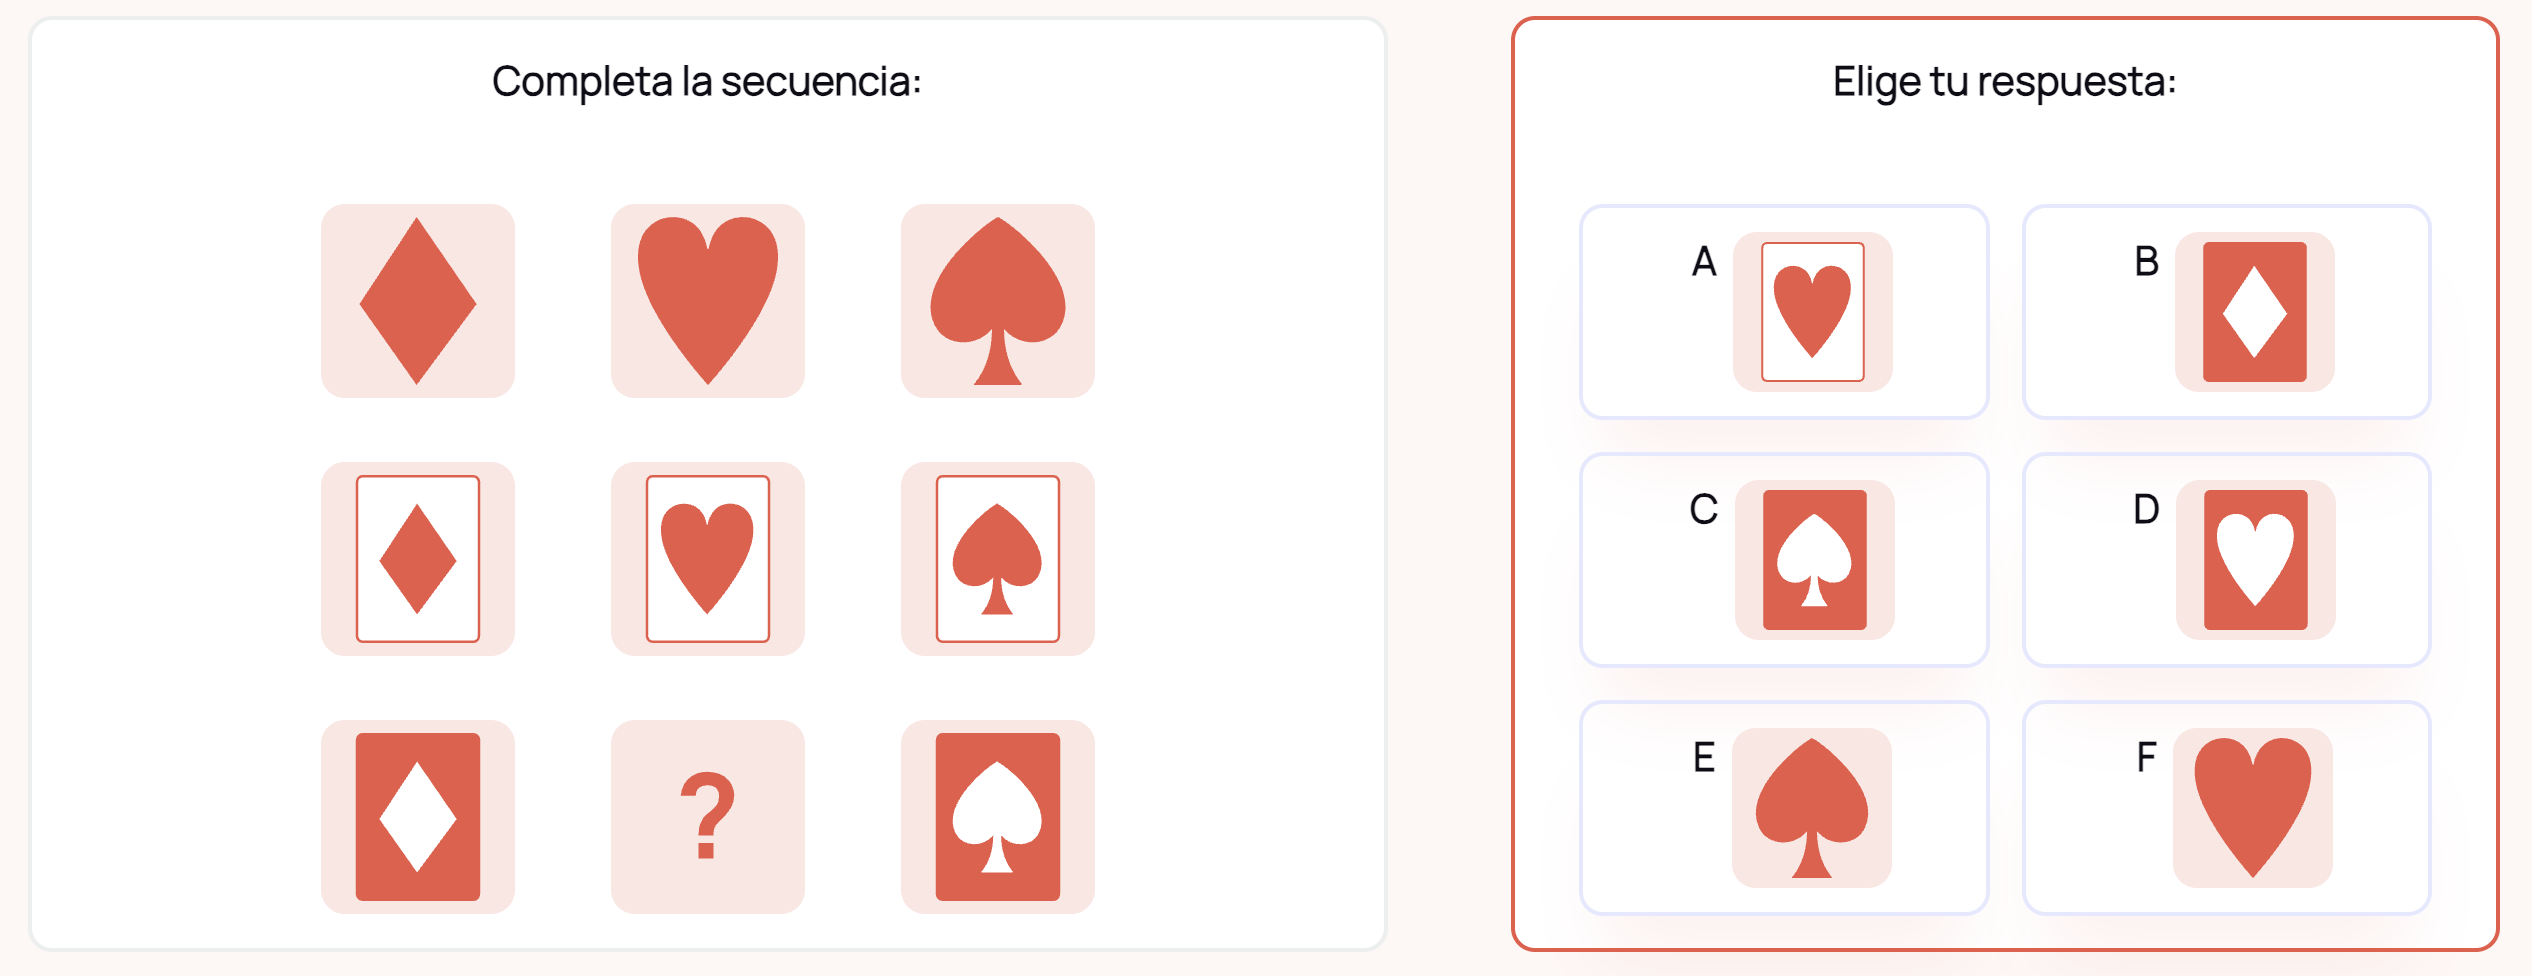 Completa la secuencia:
Elige tu respuesta:
A
B
C
D
?
E
F